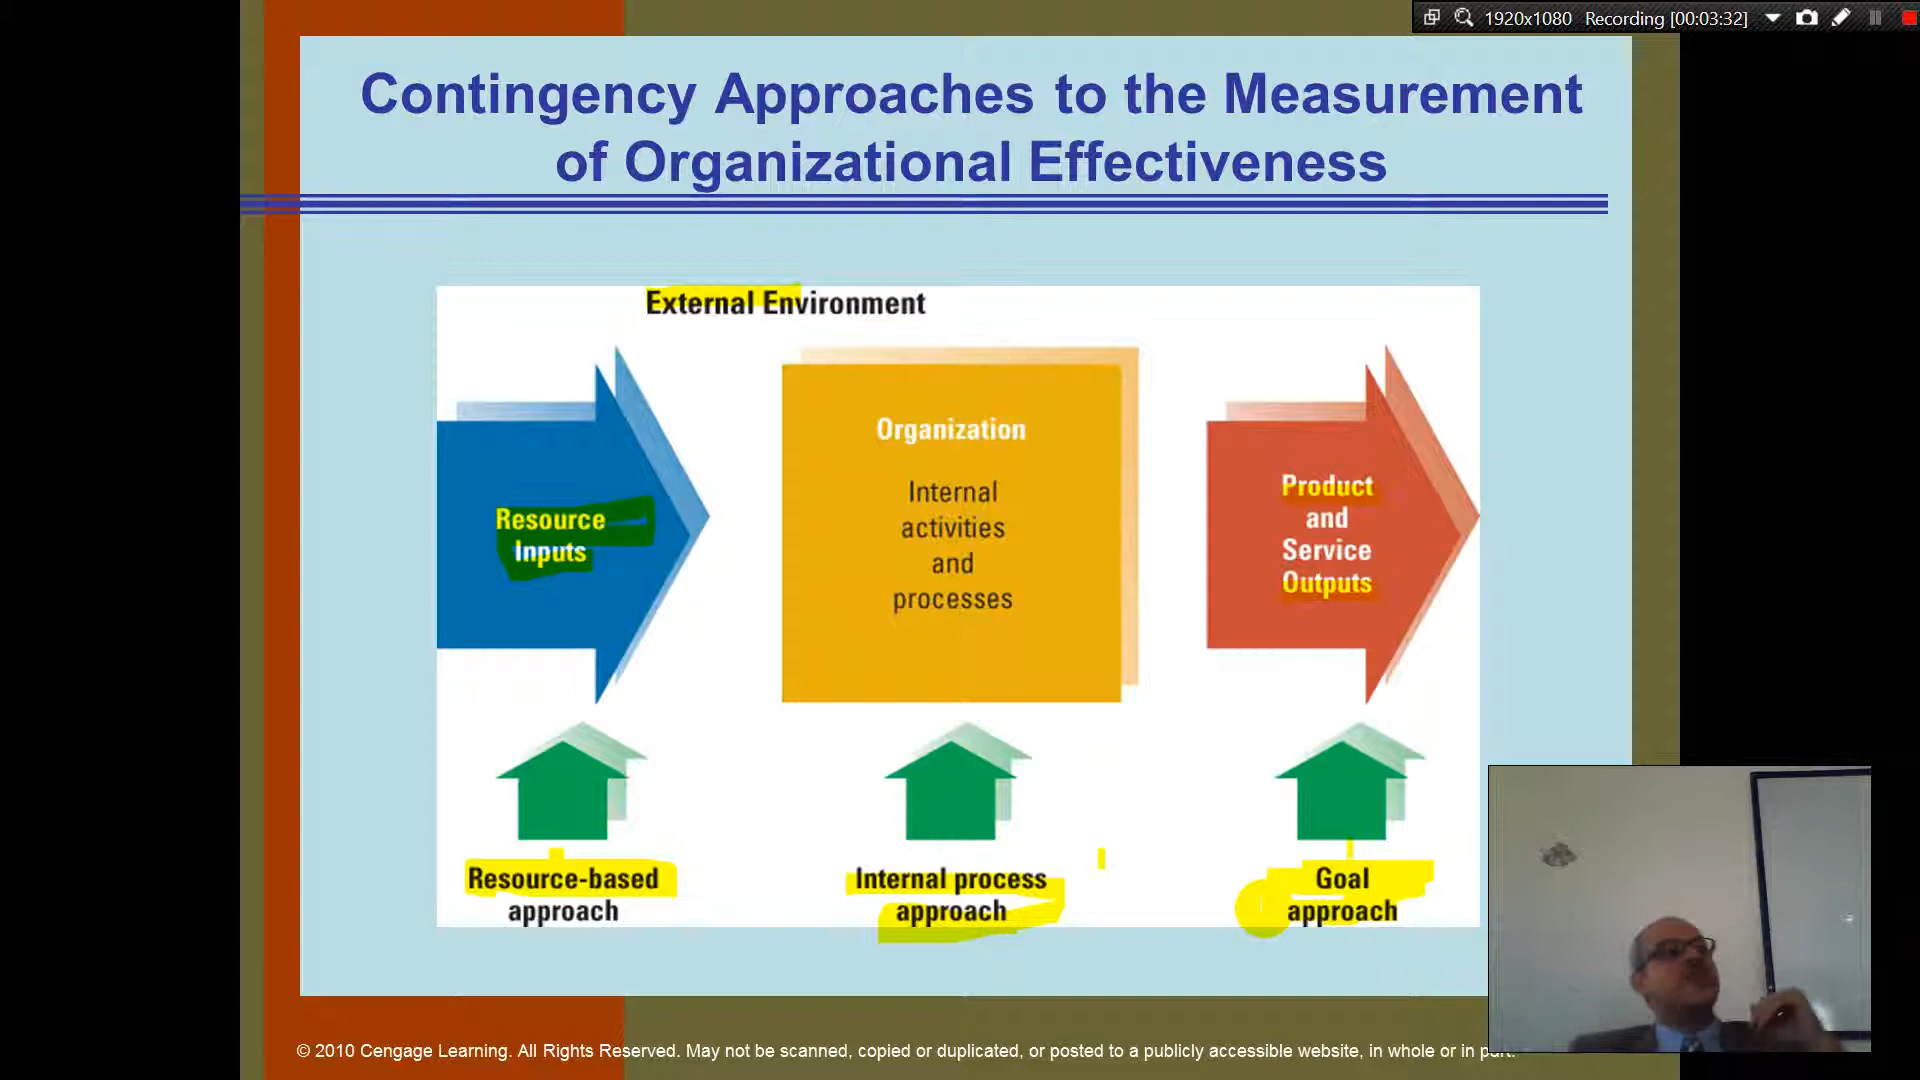 1920x1080 Recording [00:03:32]
Contingency Approaches to the Measurement
of Organizational Effectiveness
External Environment
Resource
Inputs
Organization
Internal
activities
and
processes
Product
and
Service
Outputs
Resource-based
approach
Internal process
approach
Goal
approach
© 2010 Cengage Learning. All Rights Reserved. May not be scanned, copied or duplicated, or posted to a publicly accessible website, in whole or in part.